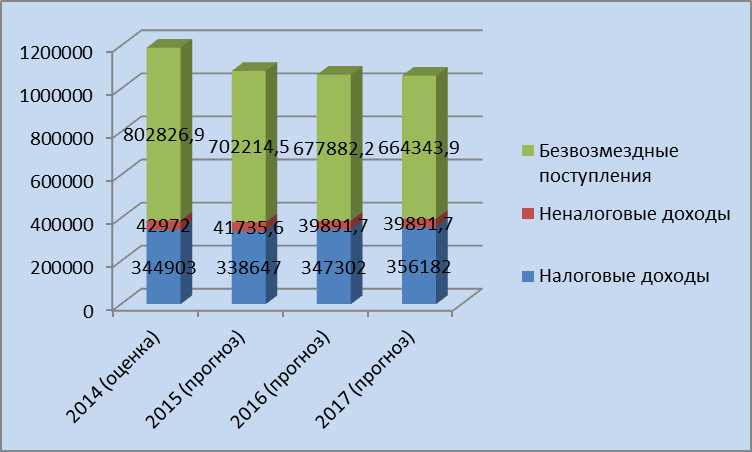 1200000
1000000
800000
600000
400000
200000
0
802826,9
702214,5
677882,2
664343,9
42972
41735,6
39891,7
39891,7
344903
338647
347302
356182
2014 (оценка)
2015 (прогноз)
2016 (прогноз)
2017 (прогноз)
Безвозмездные
поступления
Неналоговые доходы
Налоговые доходы